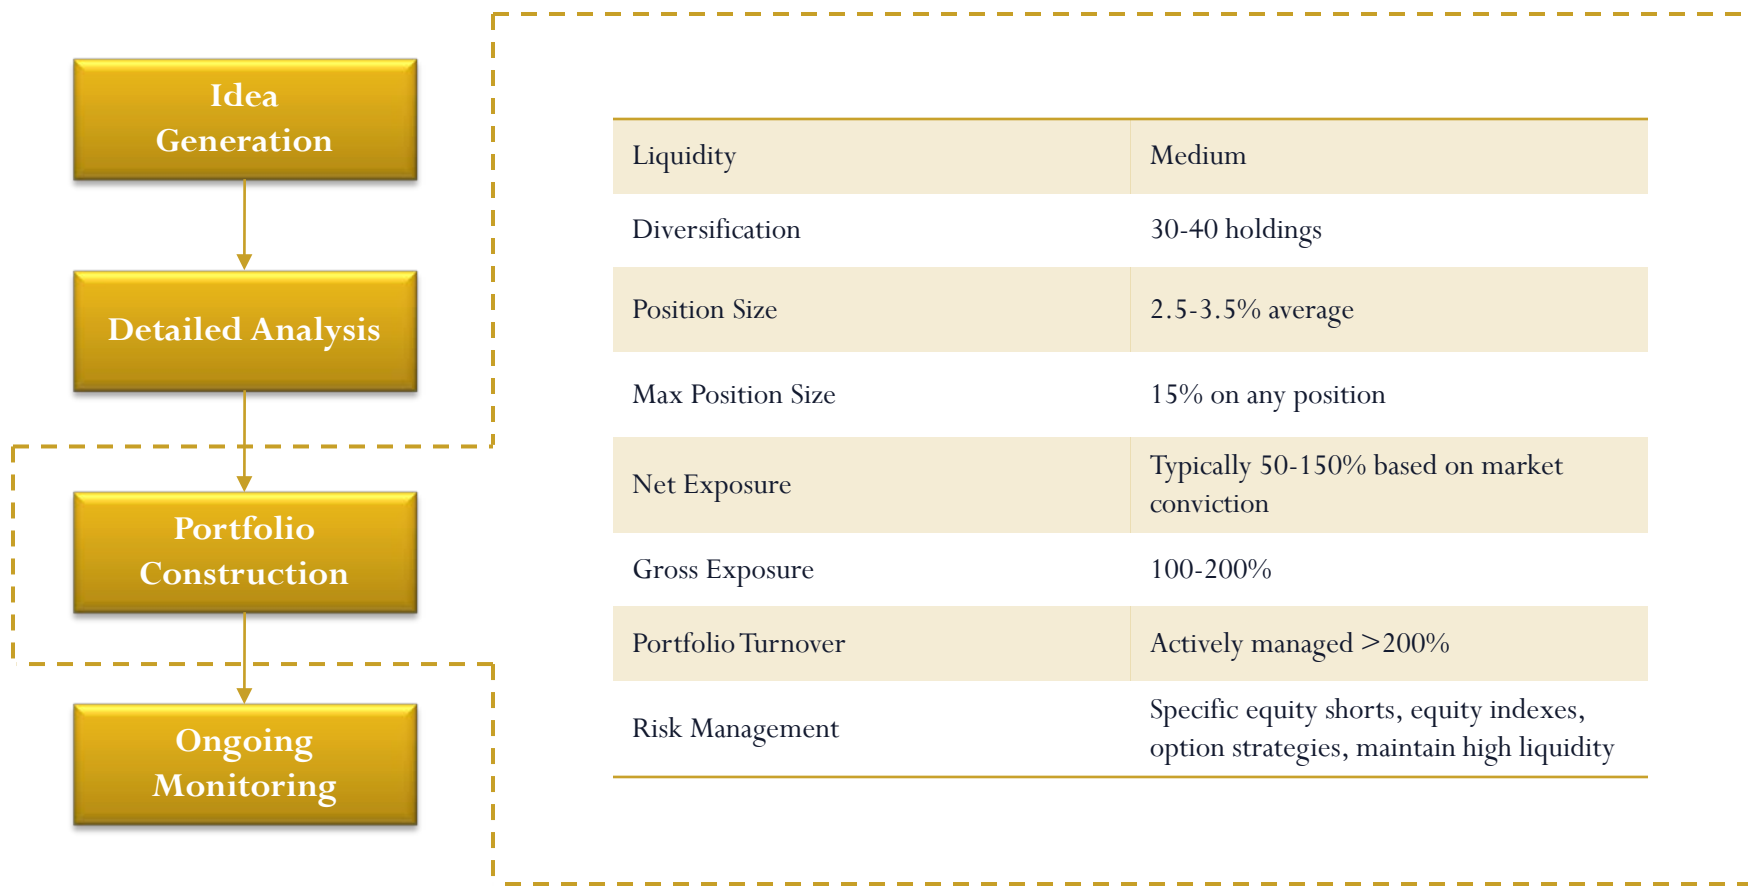 Idea
Generation
Detailed Analysis
Portfolio
Construction
Ongoing
Monitoring
Liquidity
Medium
Diversification
30-40 holdings
Position Size
2.5-3.5% average
Max Position Size
15% on any position
Net Exposure
Typically 50-150% based on market
conviction
Gross Exposure
100-200%
Portfolio Turnover
Actively managed >200%
Risk Management
Specific equity shorts, equity indexes,
option strategies, maintain high liquidity